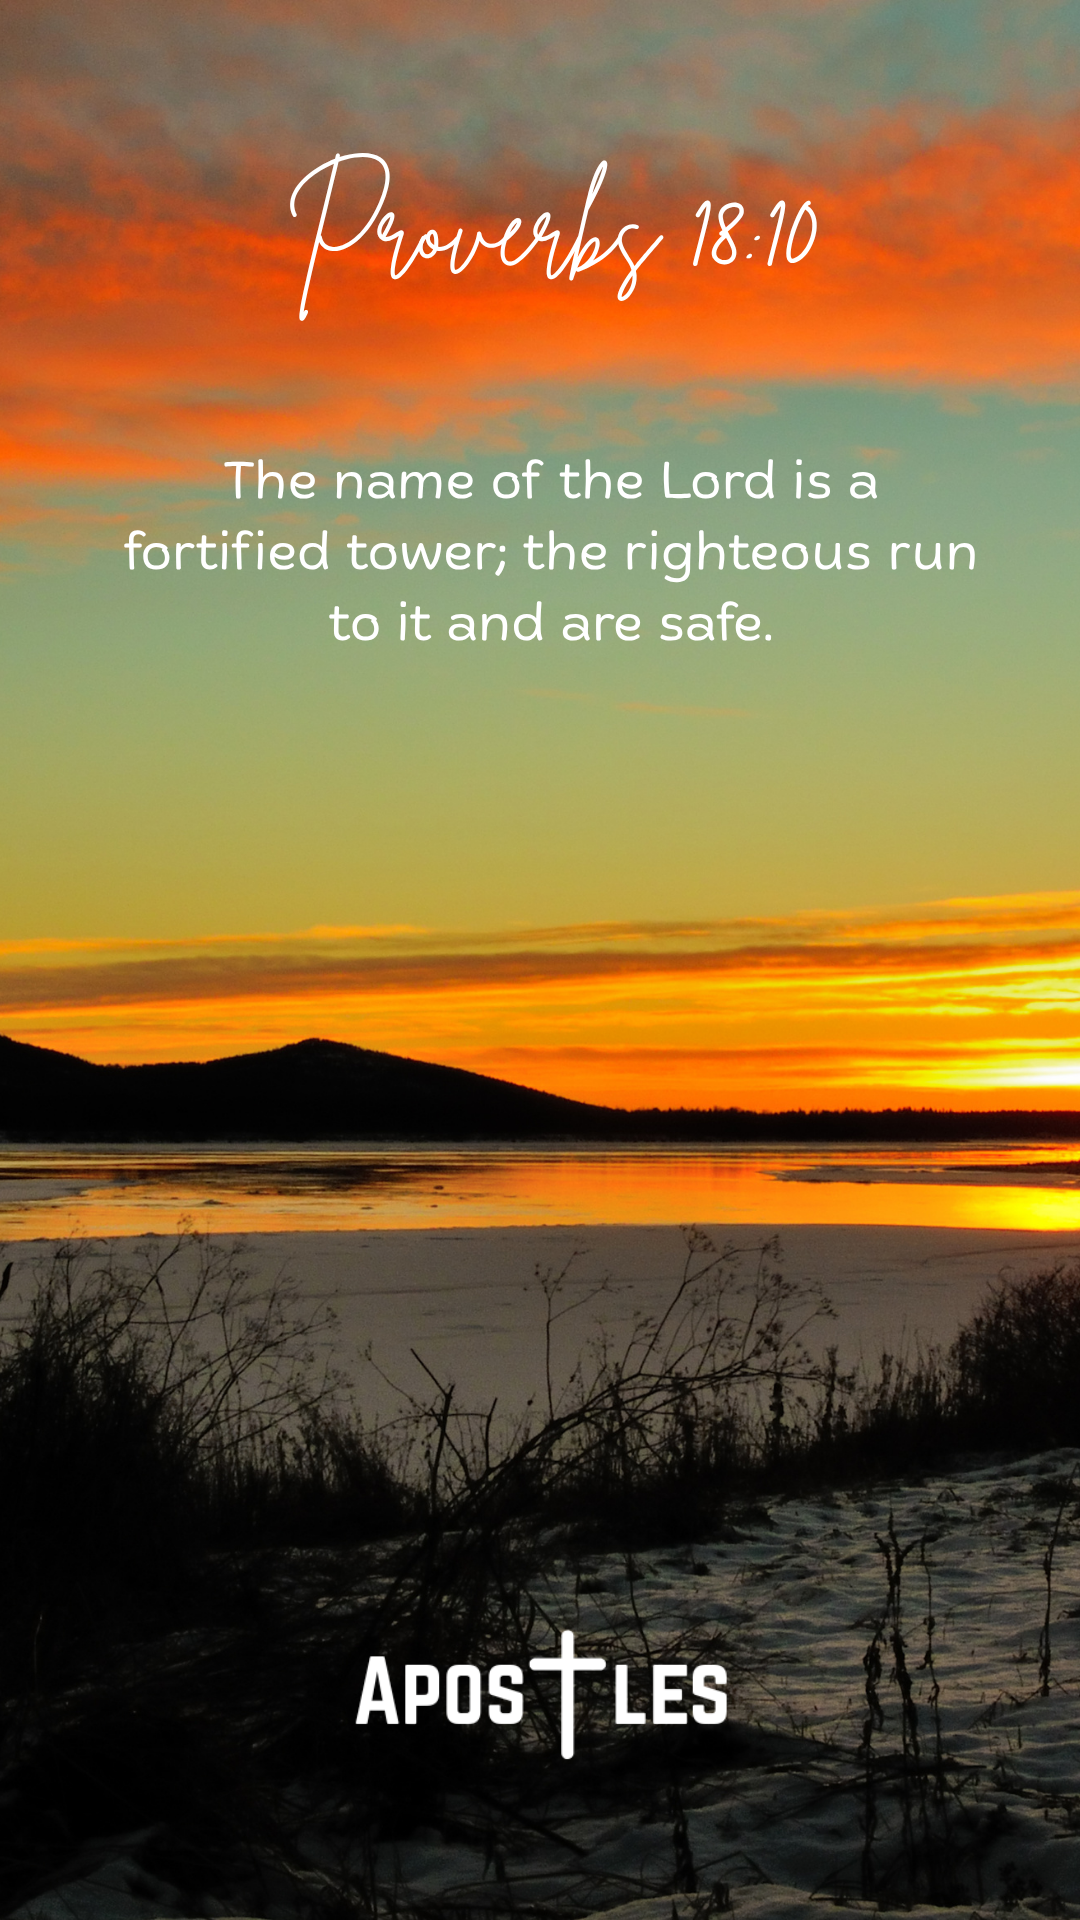 Proverbs 18:10
The name of the Lord is a
fortified tower; the righteous run
to it and are safe.
APOSTLES